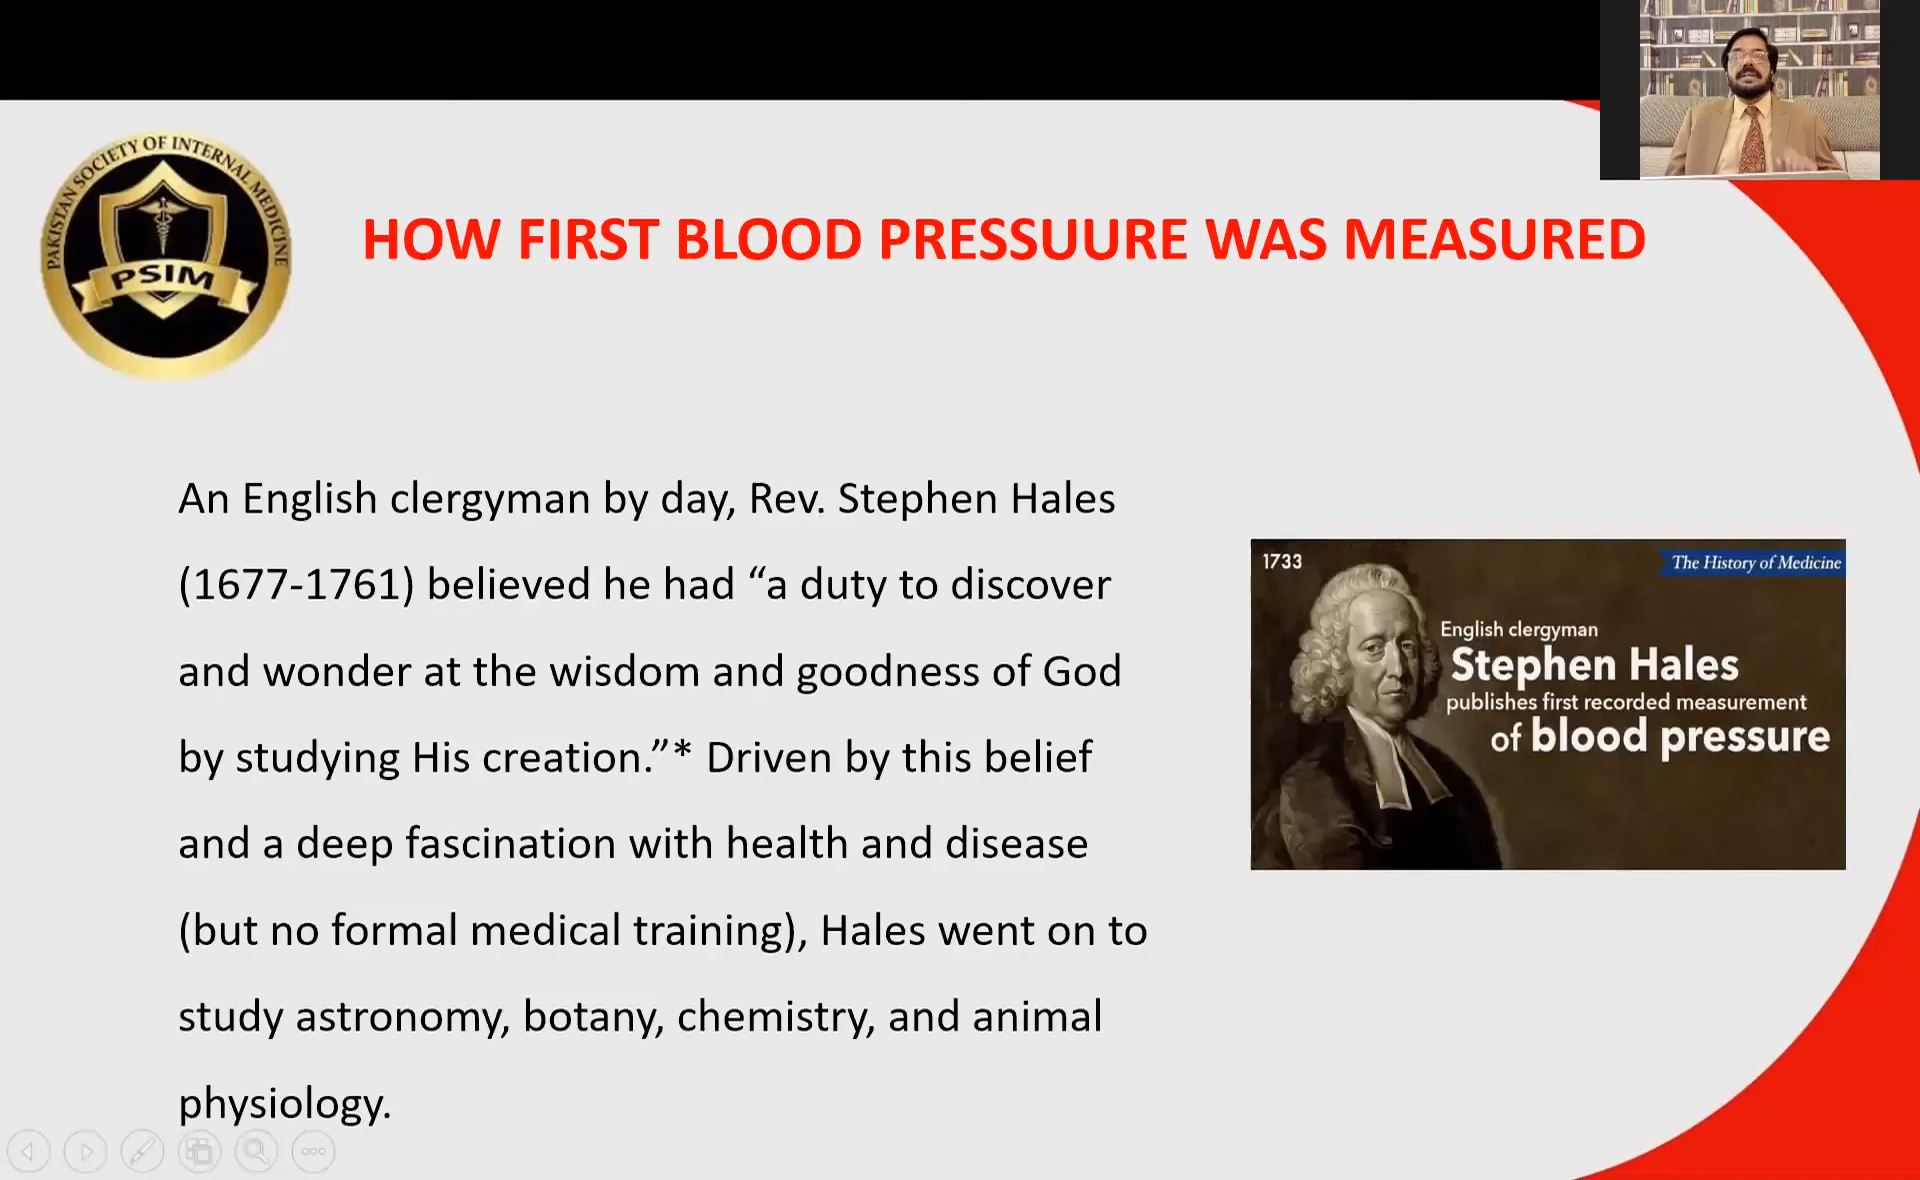 PAKISTAN SOCIETY OF INTERNAL MEDICINE
PSIM
HOW FIRST BLOOD PRESSUURE WAS MEASURED
An English clergyman by day, Rev. Stephen Hales
(1677-1761) believed he had “a duty to discover
and wonder at the wisdom and goodness of God
by studying His creation.”* Driven by this belief
and a deep fascination with health and disease
(but no formal medical training), Hales went on to
study astronomy, botany, chemistry, and animal
physiology.
1733
The History of Medicine
English clergyman
Stephen Hales
publishes first recorded measurement
of blood pressure